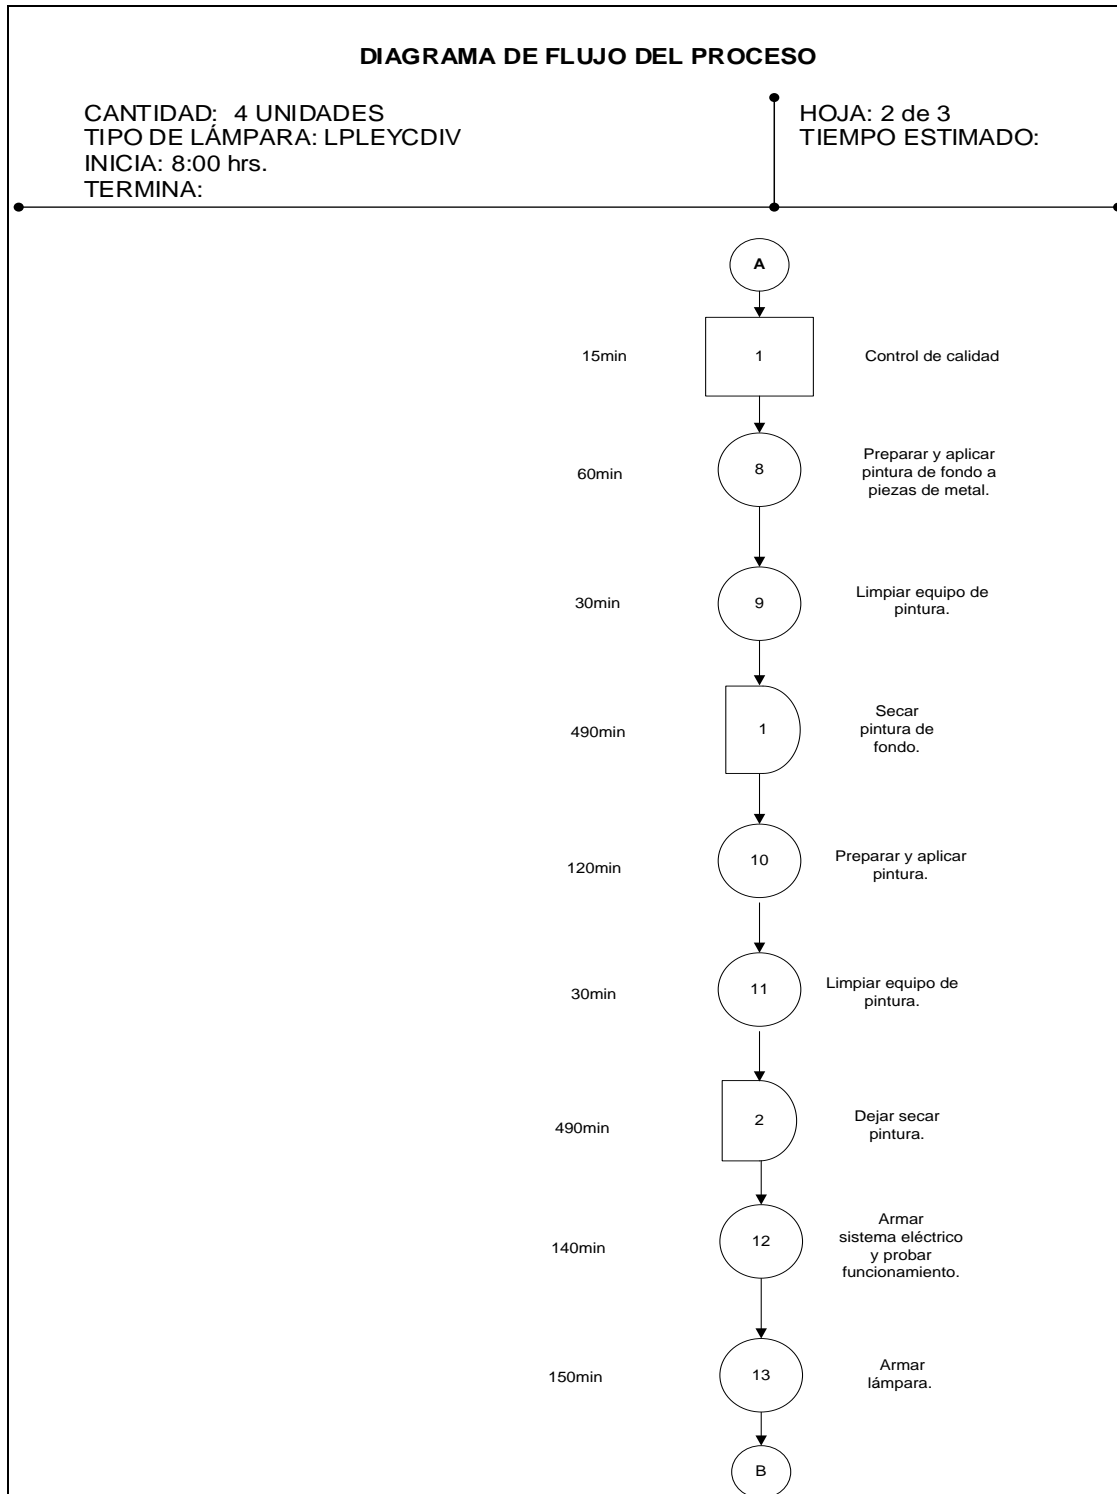 DIAGRAMA DE FLUJO DEL PROCESO
CANTIDAD: 4 UNIDADES
TIPO DE LÁMPARA: LPLEYCDIV
INICIA: 8:00 hrs.
TERMINA:
HOJA: 2 de 3
TIEMPO ESTIMADO:
A
15min
1
Control de calidad
60min
8
Preparar y aplicar
pintura de fondo a
piezas de metal.
30min
9
Limpiar equipo de
pintura.
490min
1
Secar
pintura de
fondo.
120min
10
Preparar y aplicar
pintura.
30min
11
Limpiar equipo de
pintura.
490min
2
Dejar secar
pintura.
140min
12
Armar
sistema eléctrico
y probar
funcionamiento.
150min
13
Armar
lámpara.
B